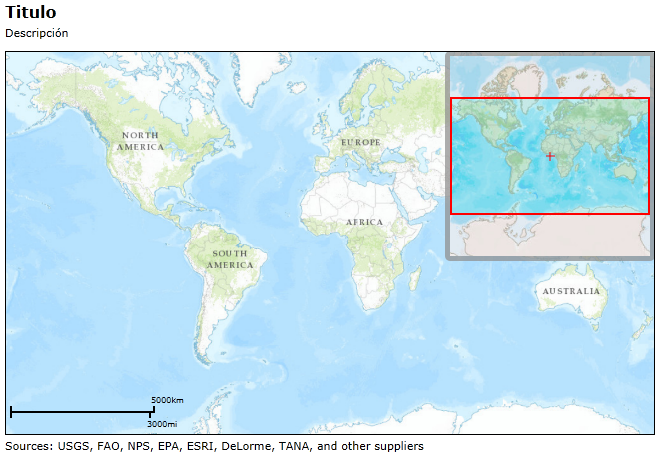 Titulo
Descripción
NORTH
AMERICA
EUROPE
AFRICA
SOUTH
AMERICA
AUSTRALIA
5000km
3000mi
Sources: USGS, FAO, NPS, EPA, ESRI, DeLorme, TANA, and other suppliers